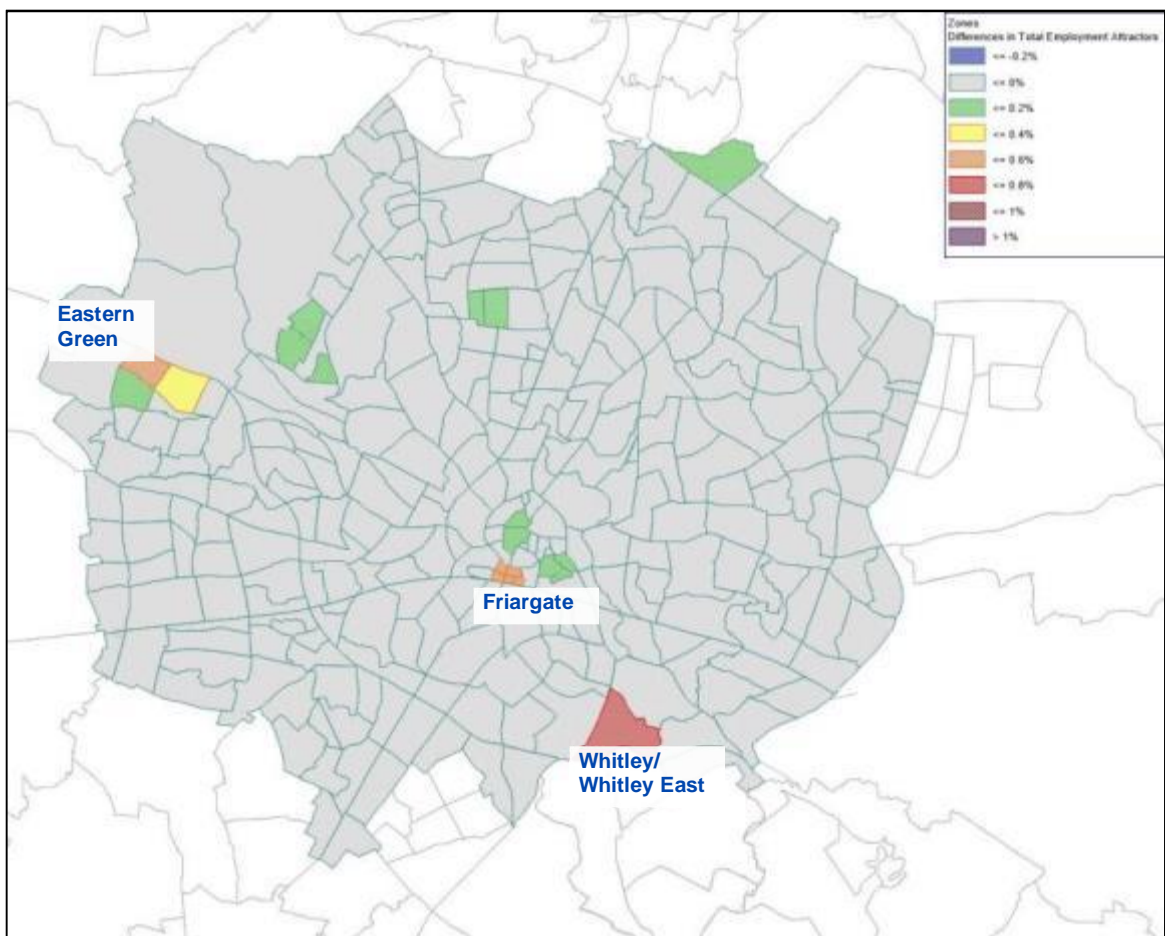 Zones
Differences in Total Employment Attractors
<= -0.2%
<= 0%
<= 0.2%
<= 0.4%
<= 0.6%
<= 0.8%
<= 1%
> 1%
Eastern
Green
Friargate
Whitley/
Whitley East